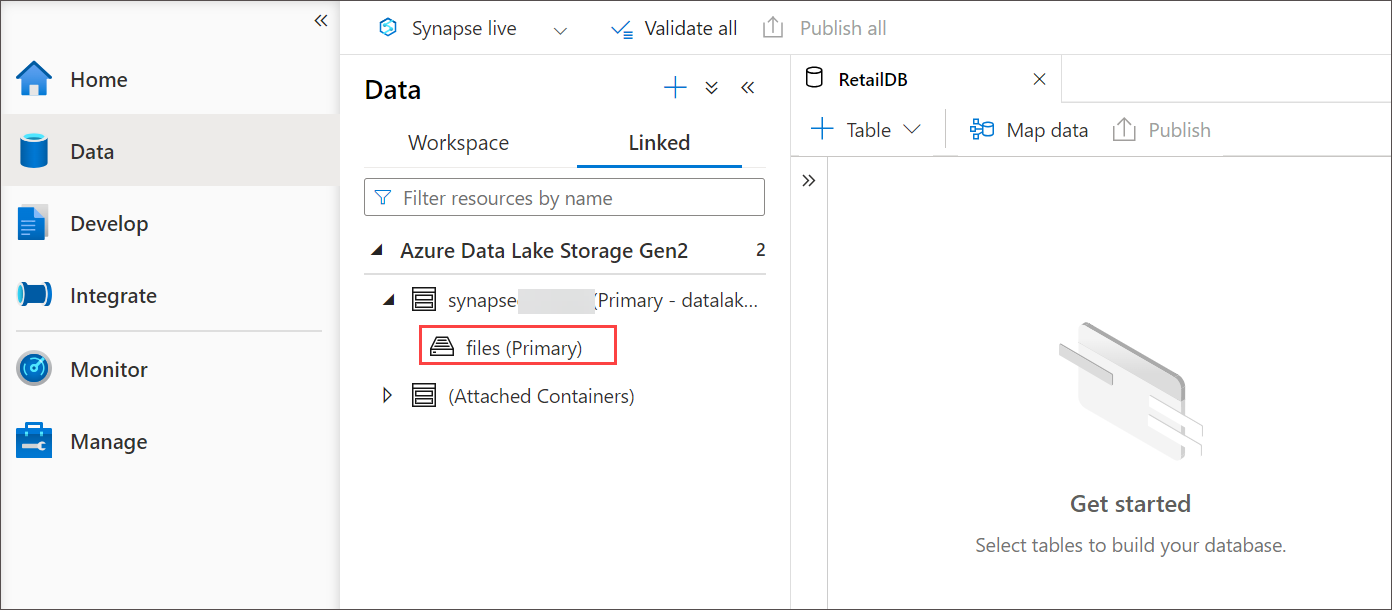 Home
Data
Develop
Integrate
Monitor
Manage
Synapse live
Validate all
Publish all
Data
Workspace
Linked
Filter resources by name
Azure Data Lake Storage Gen2
2
synapse (Primary - datalak...
files (Primary)
(Attached Containers)
RetailDB
Table
Map data
Publish
Get started
Select tables to build your database.